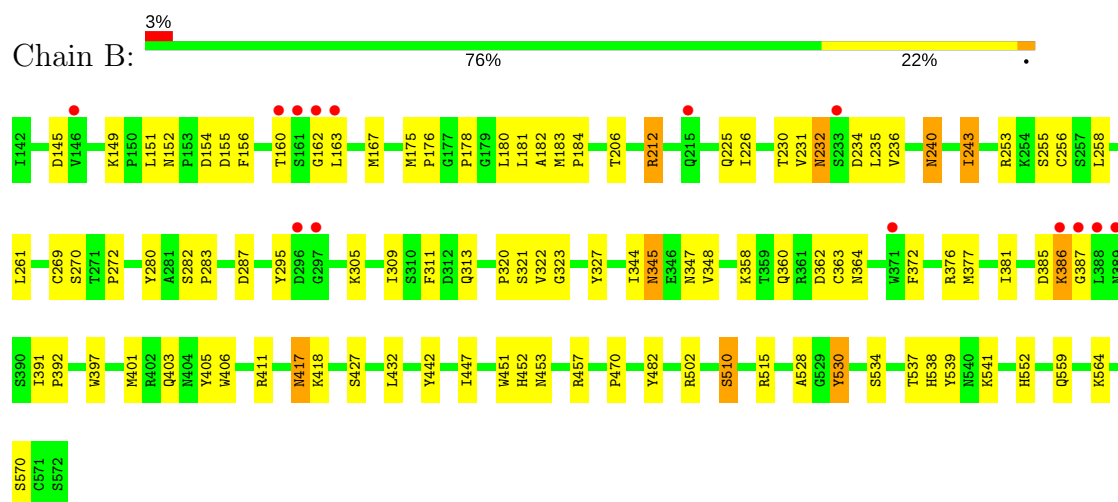 3%
Chain B:
76% 22% •
I142 D145 V146 K149 P150 L151 N152 P153 D154 D155 F156 T160 S161 G162 L163 M167 M175 P176 G177 P178 G179 L180 L181 A182 M183 P184 T206 R212 Q215 Q225 I226 T230 V231 N232 S233 D234 L235 V236 N240 I243 R253 K254 S255 C256 S257 L258
L261 C269 S270 T271 P272 Y280 A281 S282 P283 D287 Y295 D296 G297 K305 I309 S310 F311 D312 Q313 P320 S321 V322 G323 Y327 I344 N345 E346 N347 V348 K358 T359 Q360 R361 D362 C363 N364 W371 F372 R376 M377 I381 D385 K386 G387 L388 N389
S390 I391 P392 W397 M401 R402 Q403 N404 Y405 W406 R411 N417 K418 S427 L432 Y442 I447 W451 H452 N453 R457 P470 Y482 R502 S510 R515 A528 G529 Y530 S534 T537 H538 Y539 N540 K541 H552 Q559 K564
S570 C571 S572